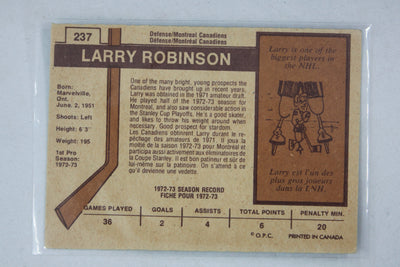 237
Defense/Montreal Canadiens
Défense/Montréal Canadiens
LARRY ROBINSON
Born:
Marvelville,
Ont.
June 2, 1951
Shoots: Left
Height: 6' 3"
Weight: 195
1st Pro
Season:
1972-73
One of the many bright, young prospects the
Canadiens have brought up in recent years,
Larry was obtained in the 1971 amateur draft.
He played half of the 1972-73 season for
Montreal, and also saw considerable action in
the Stanley Cup Playoffs. He's a good skater,
and likes to throw his weight around when
necessary. Good prospect for stardom.
Les Canadiens obtinrent Larry durant le
repêchage des amateurs de 1971. Il joua la
moitié de la saison 1972-73 pour Montréal et
participa aussi activement aux éliminatoires de
la Coupe Stanley. Il est bon patineur et sûr de
lui-même sur la patinoire. On s'attend à ce
qu'il devienne une vedette.
Larry is one of the
biggest players in
the NHL.
Larry est l'un des
plus gros joueurs
dans la LNH.
1972-73 SEASON RECORD
FICHE POUR 1972-73
GAMES PLAYED GOALS ASSISTS TOTAL POINTS PENALTY MIN.
36 2 4 6 20
© O.P.C. PRINTED IN CANADA